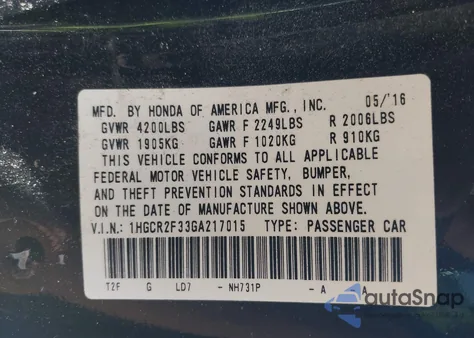 MFD. BY HONDA OF AMERICA MFG., INC. 05/'16
GVWR 4200LBS GAWR F 2249LBS R 2006LBS
GVWR 1905KG GAWR F 1020KG R 910KG
THIS VEHICLE CONFORMS TO ALL APPLICABLE
FEDERAL MOTOR VEHICLE SAFETY, BUMPER,
AND THEFT PREVENTION STANDARDS IN EFFECT
ON THE DATE OF MANUFACTURE SHOWN ABOVE.
V.I.N.: 1HGCR2F33GA217015 TYPE: PASSENGER CAR
T2F G LD7 - NH731P - A A
autoSnap